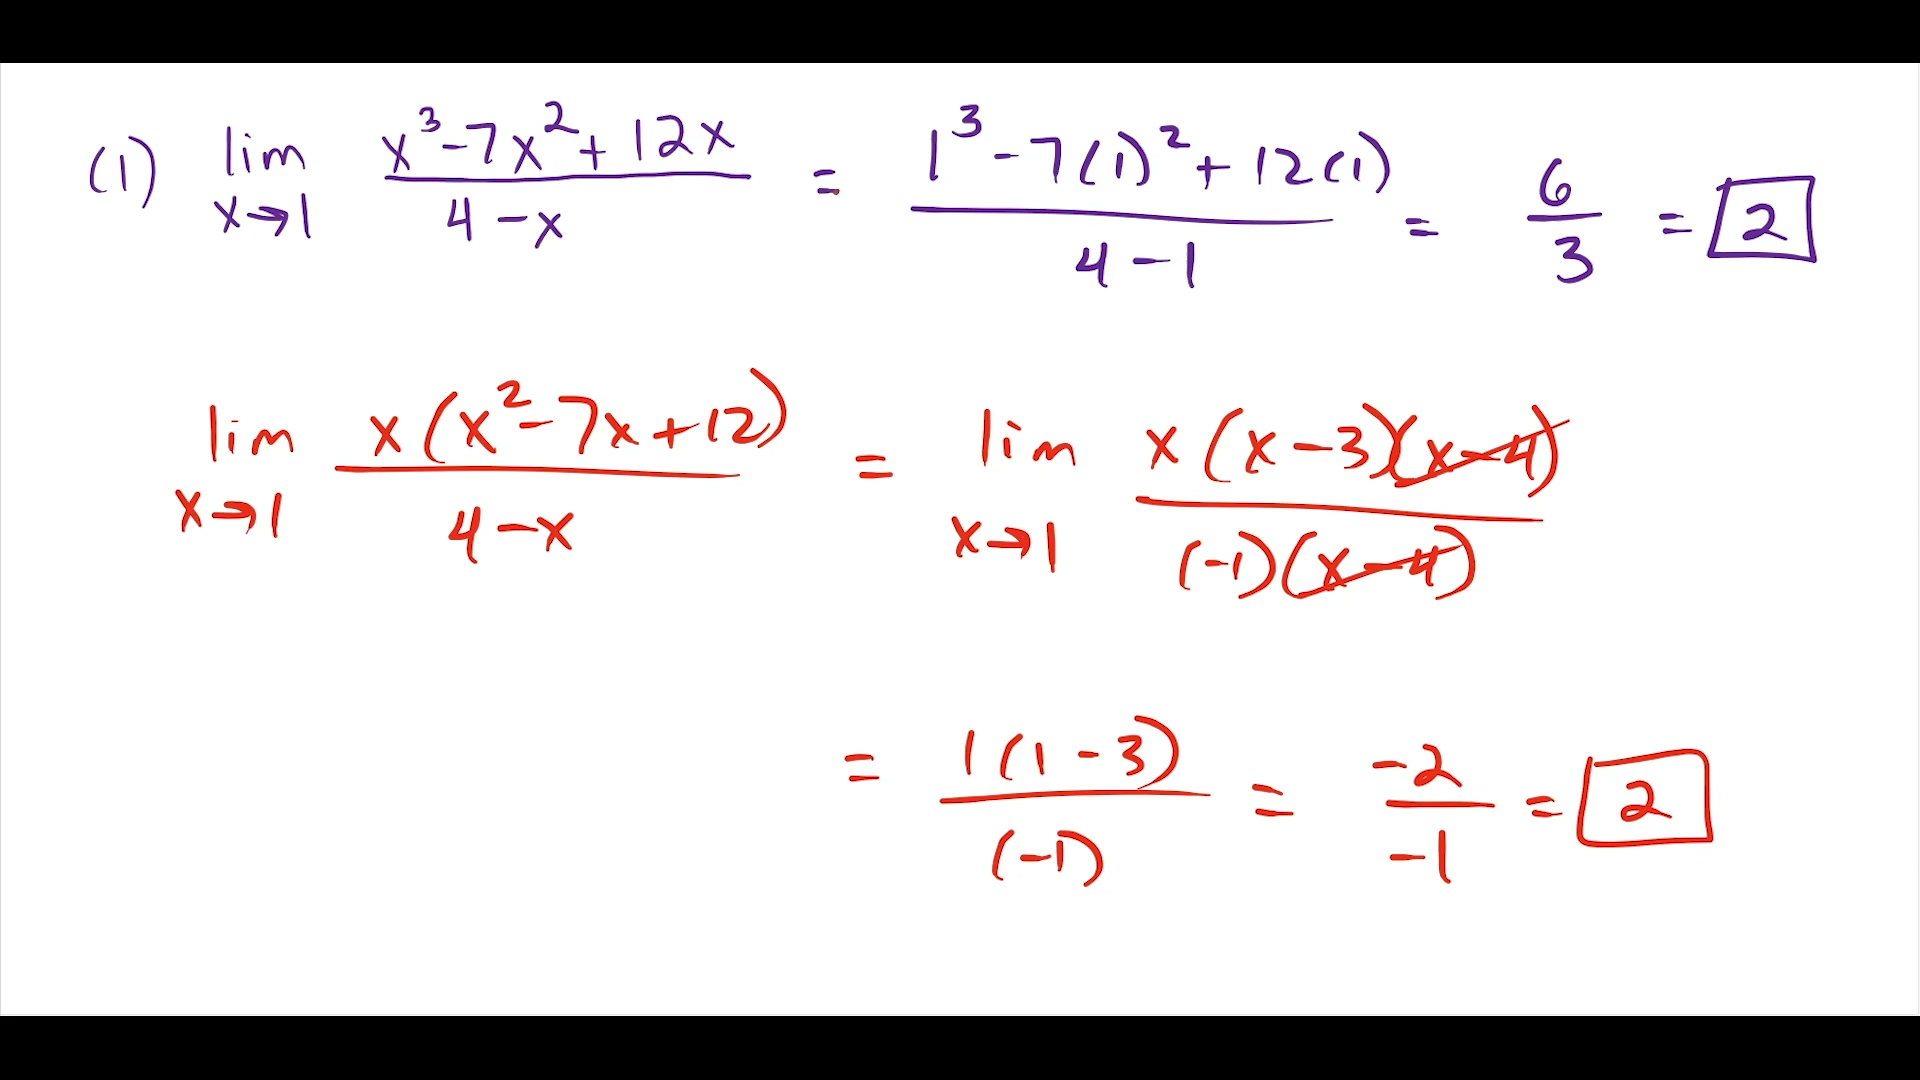 (1) lim x→1 (x³-7x²+12x)/(4-x) = (1³-7(1)²+12(1))/(4-1) = 6/3 = 2
lim x→1 x(x²-7x+12)/(4-x) = lim x→1 x(x-3)(x-4)/((-1)(x-4))
= 1(1-3)/(-1) = -2/-1 = 2